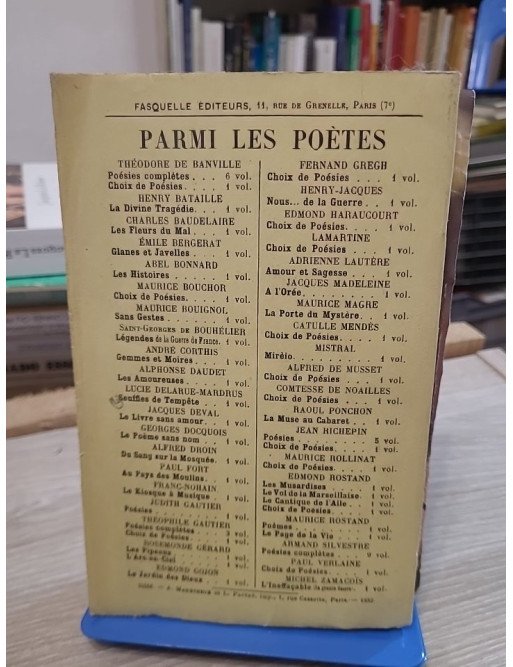 FASQUELLE ÉDITEURS, 11, RUE DE GRENELLE, PARIS (7e)
PARMI LES POÈTES
THÉODORE DE BANVILLE
Poésies complètes . . . 6 vol.
Choix de Poésies. . . . 1 vol.
HENRY BATAILLE
La Divine Tragédie. . . 1 vol.
CHARLES BAUDELAIRE
Les Fleurs du Mal . . . 1 vol.
ÉMILE BERGERAT
Glanes et Javelles . . . 1 vol.
ABEL BONNARD
Les Histoires . . . . . 1 vol.
MAURICE BOUCHOR
Choix de Poésies. . . . 1 vol.
MAURICE ROUIGNOL
Sans Gestes . . . . . 1 vol.
SAINT-GEORGES DE BOUHÉLIER
Légendes de la Guerre de France. 1 vol.
ANDRÉ CORTHIS
Gemmes et Moires . . . 1 vol.
ALPHONSE DAUDET
Les Amoureuses . . . . 1 vol.
LUCIE DELARUE-MARDRUS
Souffles de Tempête . . . 1 vol.
JACQUES DEVAL
Le Livre sans amour. . . 1 vol.
GEORGES DOCQUOIS
Le Poème sans nom . . . 1 vol.
ALFRED DROIN
Du Sang sur la Mosquée. 1 vol.
PAUL FORT
Au Pays des Moulins. . 1 vol.
FRANC-NOHAIN
Le Kiosque à Musique . 1 vol.
JUDITH GAUTIER
Poésies . . . . . 1 vol.
THÉOPHILE GAUTIER
Poésies complètes . . . 3 vol.
Choix de Poésies . . . 1 vol.
ROSEMONDE GÉRARD
Les Pipeaux . . . . 1 vol.
L'Arc-en-Ciel . . . . 1 vol.
EDMOND GOJON
Le Jardin des Dieux . . . 1 vol.
FERNAND GREGH
Choix de Poésies . . . 1 vol.
HENRY-JACQUES
Nous... de la Guerre . . 1 vol.
EDMOND HARAUCOURT
Choix de Poésies. . . . 1 vol.
LAMARTINE
Choix de Poésies . . . 1 vol.
ADRIENNE LAUTÈRE
Amour et Sagesse . . . 1 vol.
JACQUES MADELEINE
A l'Orée. . . . . . . 1 vol.
MAURICE MAGRE
La Porte du Mystère. . 1 vol.
CATULLE MENDÈS
Choix de Poésies. . . . 1 vol.
MISTRAL
Miréio. . . . . . . 1 vol.
ALFRED DE MUSSET
Choix de Poésies . . . 1 vol.
COMTESSE DE NOAILLES
Choix de Poésies. . . . 1 vol.
RAOUL PONCHON
La Muse au Cabaret . . 1 vol.
JEAN RICHEPIN
Poésies. . . . . . . 5 vol.
Choix de Poésies. . . . 1 vol.
MAURICE ROLLINAT
Choix de Poésies. . . . 1 vol.
EDMOND ROSTAND
Les Musardises . . . . 1 vol.
Le Vol de la Marseillaise. 1 vol.
Le Cantique de l'Aile . . 1 vol.
Choix de Poésies. . . . 1 vol.
MAURICE ROSTAND
Poèmes. . . . . . . 1 vol.
Le Page de la Vie . . . 1 vol.
ARMAND SILVESTRE
Poésies complètes . . . 9 vol.
PAUL VERLAINE
Choix de Poésies . . . 1 vol.
MICHEL ZAMACOÏS
L'Ineffaçable 1 vol.
rue Cassette, Paris.